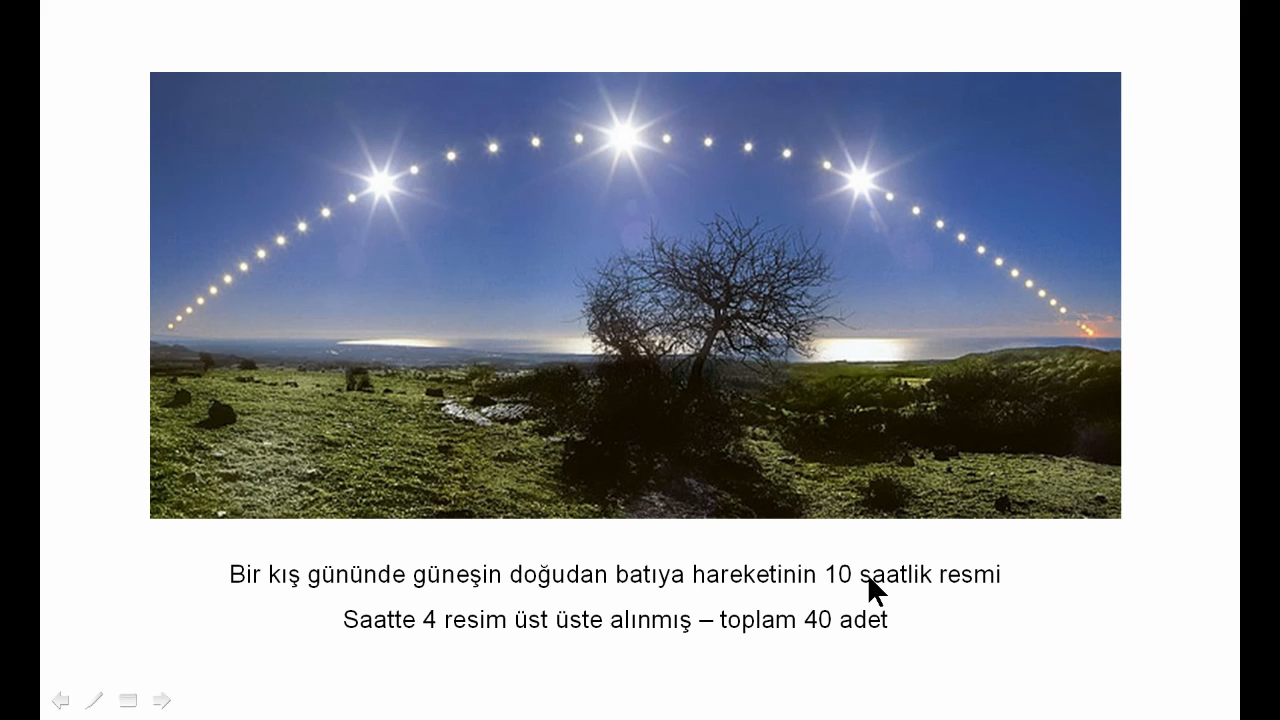 Bir kış gününde güneşin doğudan batıya hareketinin 10 saatlik resmi
Saatte 4 resim üst üste alınmış – toplam 40 adet